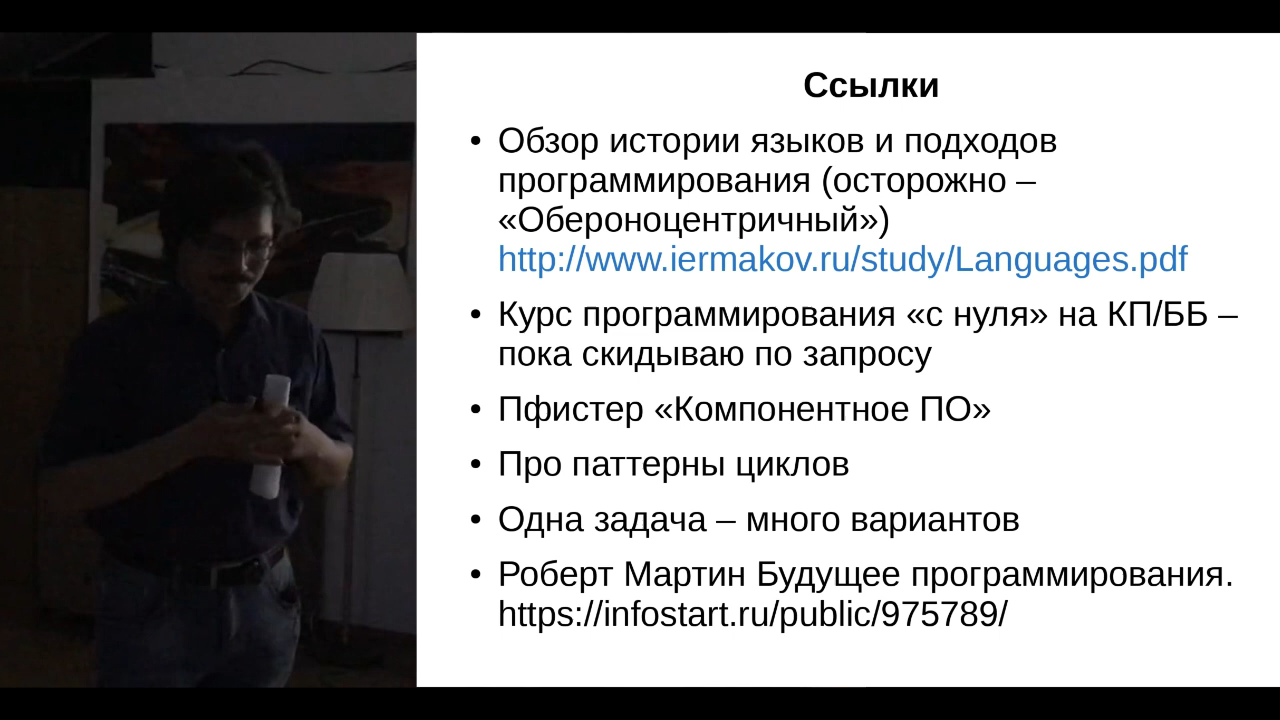 Ссылки
• Обзор истории языков и подходов
программирования (осторожно –
«Обероноцентричный»)
http://www.iermakov.ru/study/Languages.pdf
• Курс программирования «с нуля» на КП/ББ –
пока скидываю по запросу
• Пфистер «Компонентное ПО»
• Про паттерны циклов
• Одна задача – много вариантов
• Роберт Мартин Будущее программирования.
https://infostart.ru/public/975789/